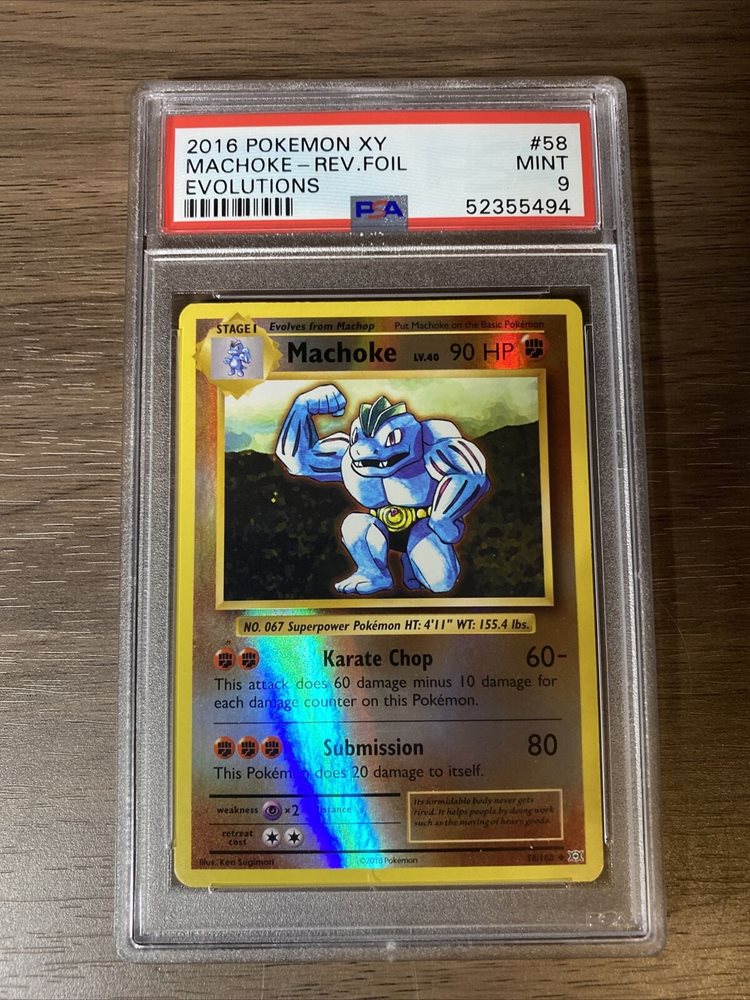 2016 POKEMON XY #58
MACHOKE - REV.FOIL MINT
EVOLUTIONS 9
PSA 52355494
STAGE 1 Evolves from Machop Put Machoke on the Basic Pokémon
Machoke LV.40 90 HP
NO. 067 Superpower Pokémon HT: 4'11" WT: 155.4 lbs.
Karate Chop 60-
This attack does 60 damage minus 10 damage for
each damage counter on this Pokémon.
Submission 80
This Pokémon does 20 damage to itself.
weakness ×2
retreat
cost
Its formidable body never gets
tired. It helps people by doing work
such as the moving of heavy goods.
Illus. Ken Sugimori ©2016 Pokémon 58/108